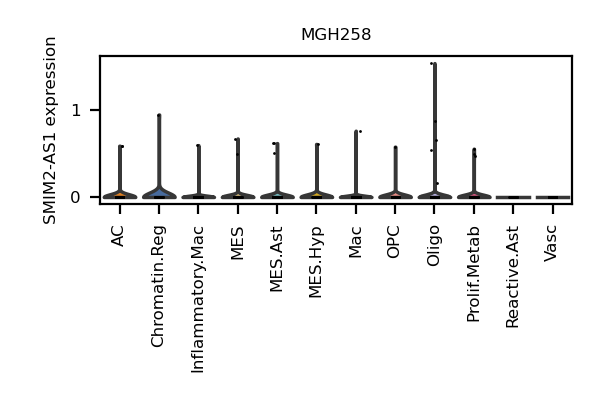 MGH258
SMIM2-AS1 expression
1
0
AC
Chromatin.Reg
Inflammatory.Mac
MES
MES.Ast
MES.Hyp
Mac
OPC
Oligo
Prolif.Metab
Reactive.Ast
Vasc